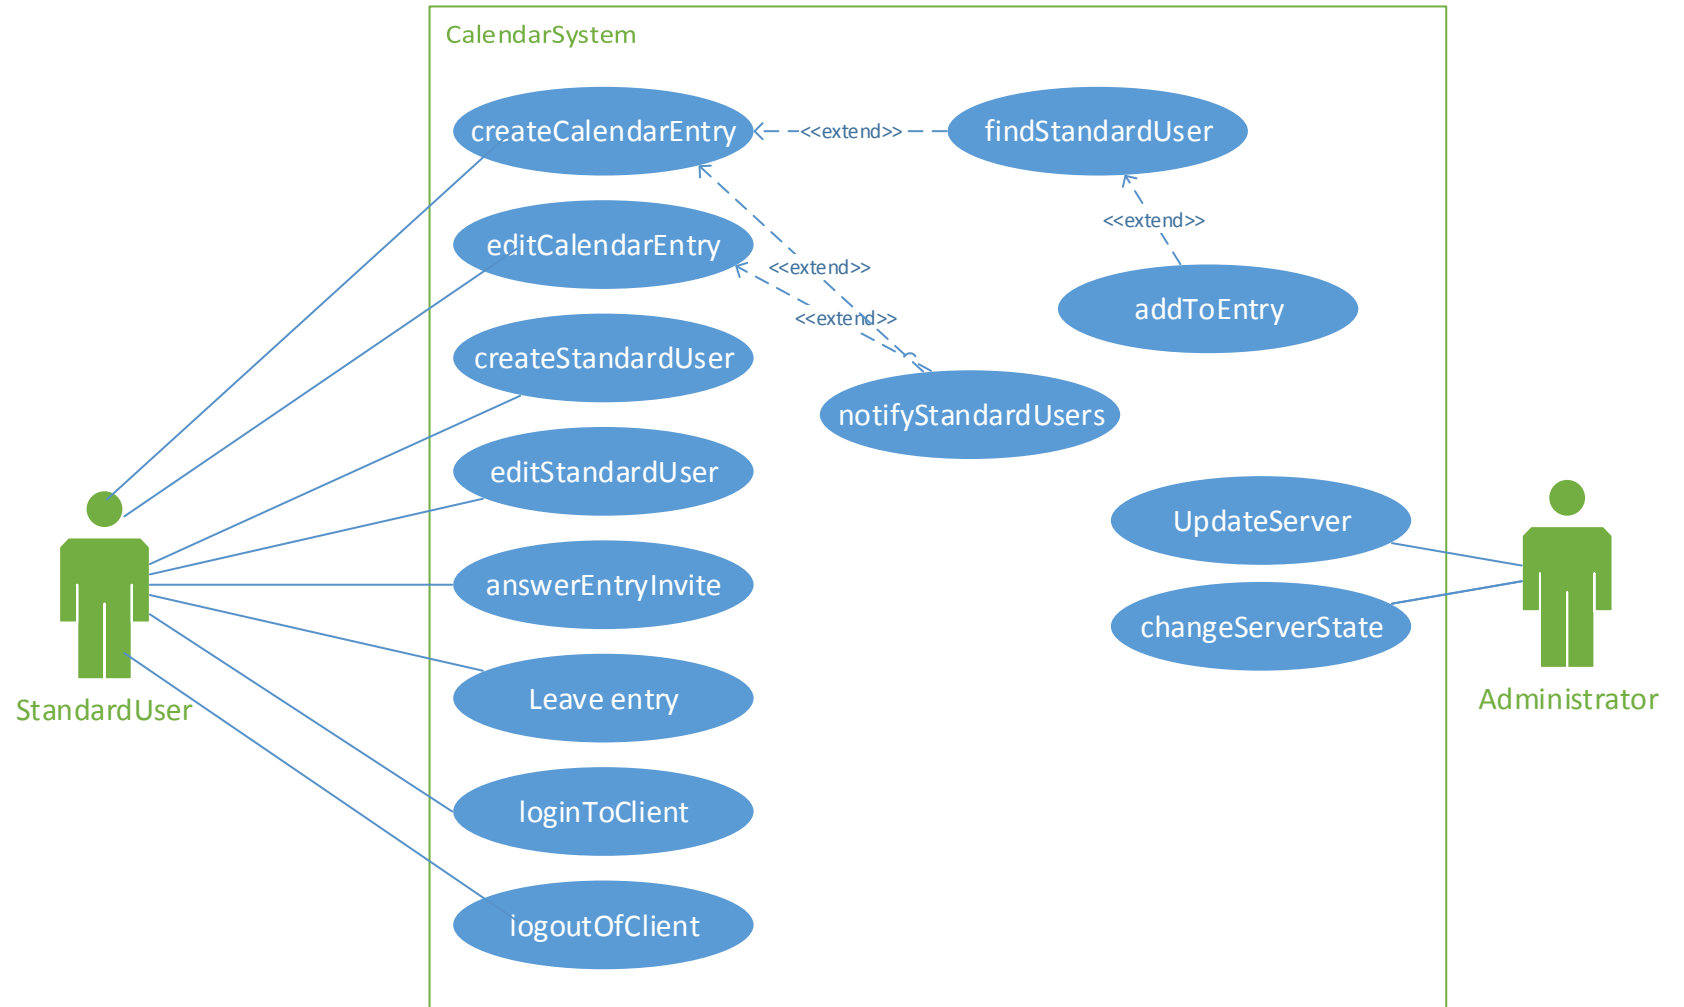 CalendarSystem
createCalendarEntry
<<extend>>
findStandardUser
<<extend>>
editCalendarEntry
<<extend>>
addToEntry
<<extend>>
createStandardUser
notifyStandardUsers
editStandardUser
UpdateServer
answerEntryInvite
changeServerState
Leave entry
StandardUser
Administrator
loginToClient
logoutOfClient